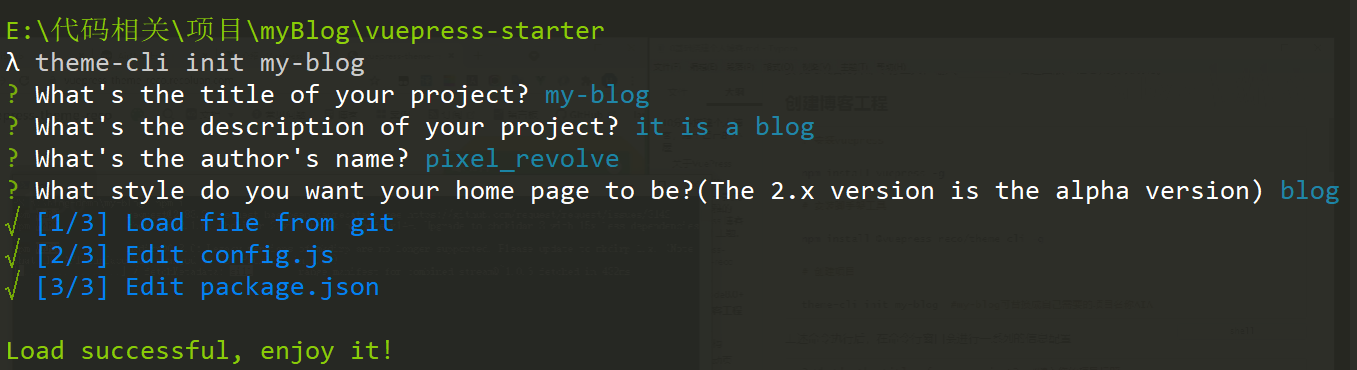 E:\代码相关\项目\myBlog\vuepress-starter
λ theme-cli init my-blog
? What's the title of your project? my-blog
? What's the description of your project? it is a blog
? What's the author's name? pixel_revolve
? What style do you want your home page to be?(The 2.x version is the alpha version) blog
√ [1/3] Load file from git
√ [2/3] Edit config.js
√ [3/3] Edit package.json
Load successful, enjoy it!